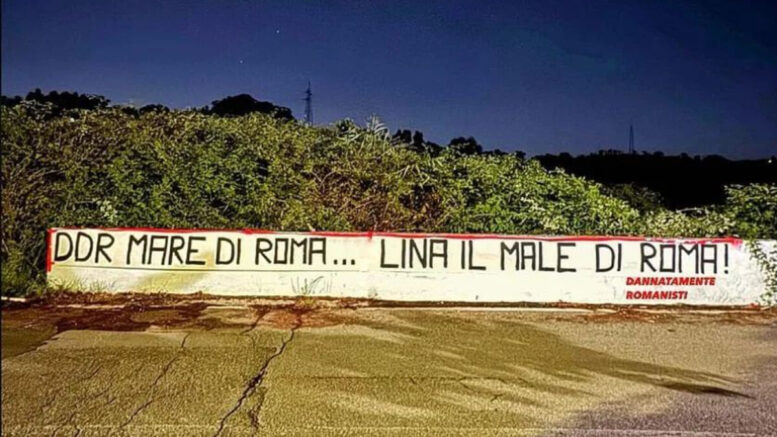 DDR MARE DI ROMA... LINA IL MALE DI ROMA!
DANNATAMENTE
ROMANISTI